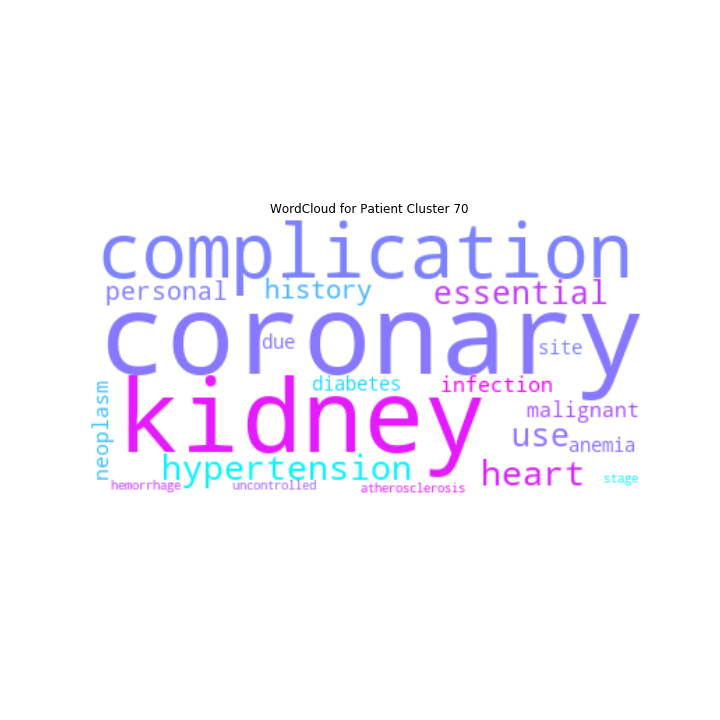 WordCloud for Patient Cluster 70
complication
personal
history
essential
coronary
due
site
kidney
diabetes
infection
malignant
neoplasm
use
anemia
hypertension
heart
hemorrhage
uncontrolled
atherosclerosis
stage